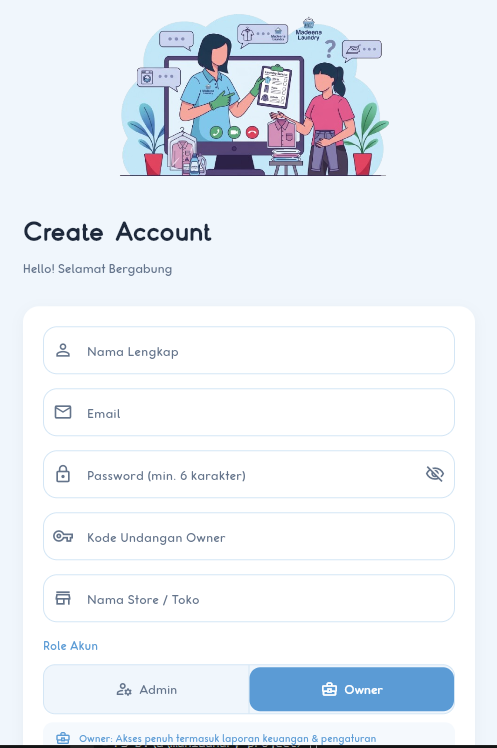 Madeena
Laundry
Create Account
Hello! Selamat Bergabung
Nama Lengkap
Email
Password (min. 6 karakter)
Kode Undangan Owner
Nama Store / Toko
Role Akun
Admin
Owner
Owner: Akses penuh termasuk laporan keuangan & pengaturan